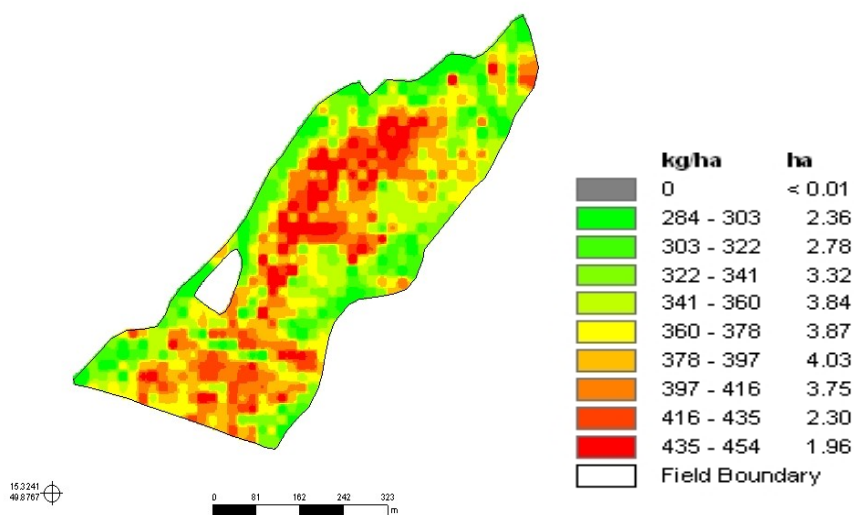 kg/ha ha
0 < 0.01
284 - 303 2.36
303 - 322 2.78
322 - 341 3.32
341 - 360 3.84
360 - 378 3.87
378 - 397 4.03
397 - 416 3.75
416 - 435 2.30
435 - 454 1.96
Field Boundary
15.3241
49.8767
0 81 162 242 323
m